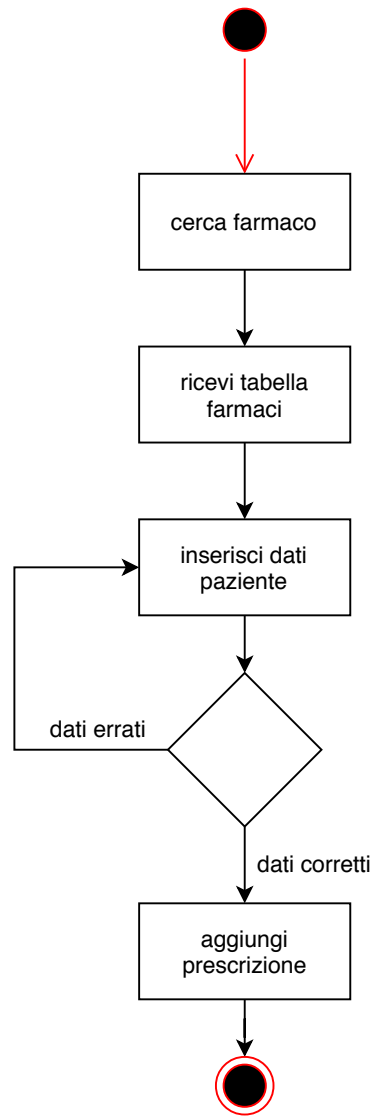 cerca farmaco
ricevi tabella
farmaci
inserisci dati
paziente
dati errati
dati corretti
aggiungi
prescrizione